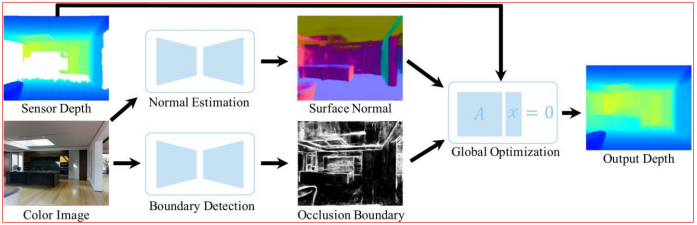 Sensor Depth
Normal Estimation
Surface Normal
A x = 0
Global Optimization
Output Depth
Color Image
Boundary Detection
Occlusion Boundary